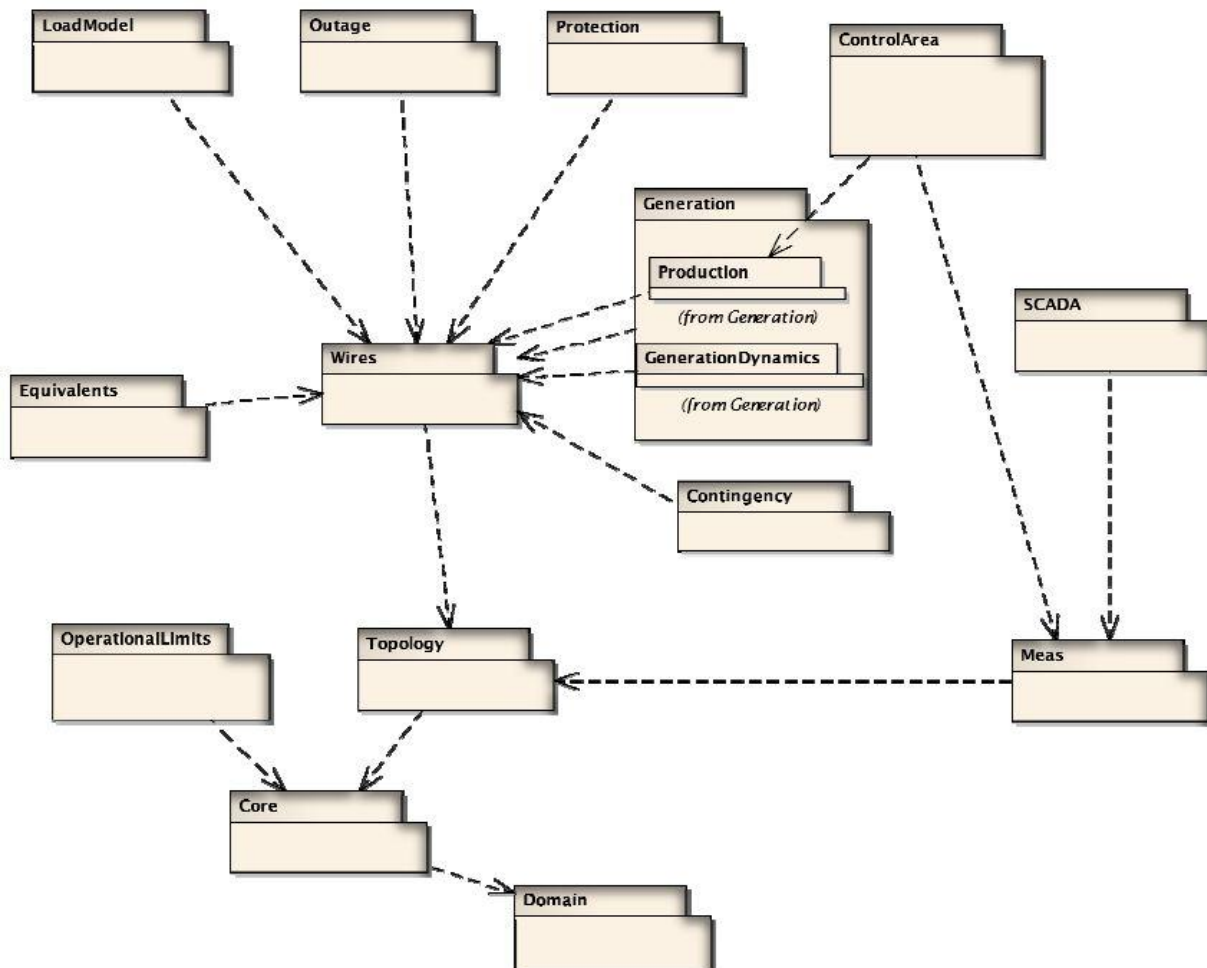 LoadModel
Outage
Protection
ControlArea
Generation
Production
(from Generation)
SCADA
Wires
GenerationDynamics
(from Generation)
Equivalents
Contingency
OperationalLimits
Topology
Meas
Core
Domain